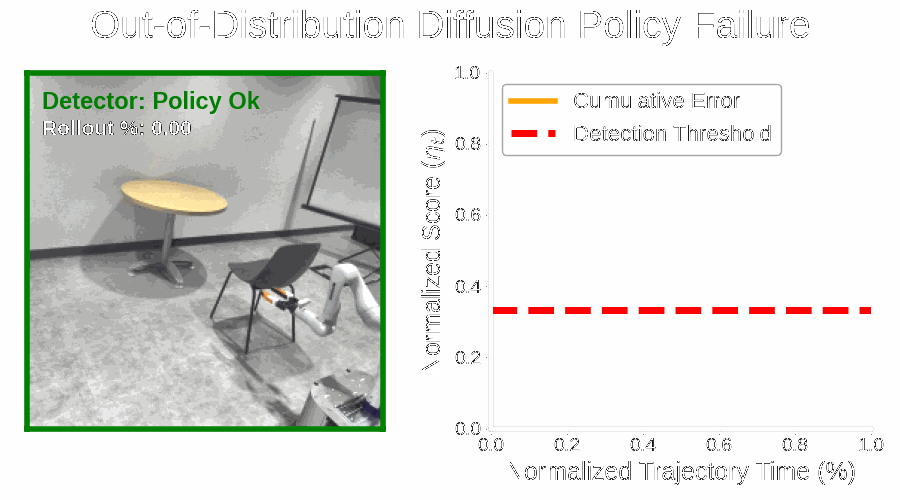 Out-of-Distribution Diffusion Policy Failure
Detector: Policy Ok
Rollout %: 0.00
Normalized Score (ηt)
1.0
0.8
0.6
0.4
0.2
0.0
Cumulative Error
Detection Threshold
0.0 0.2 0.4 0.6 0.8 1.0
Normalized Trajectory Time (%)